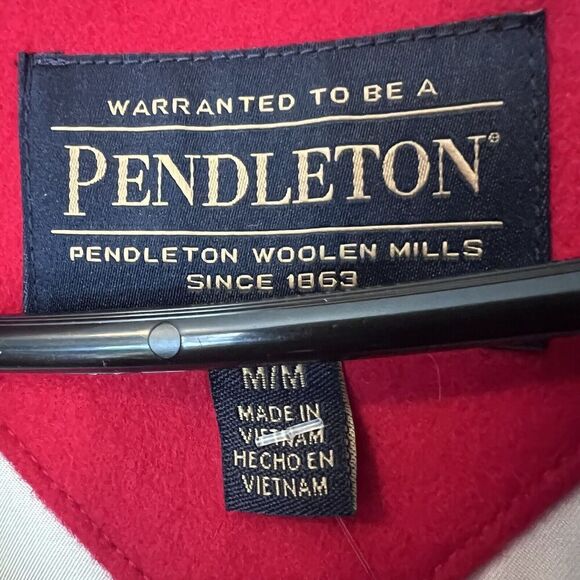 WARRANTED TO BE A
PENDLETON®
PENDLETON WOOLEN MILLS
SINCE 1863
M/M
MADE IN
VIETNAM
HECHO EN
VIETNAM